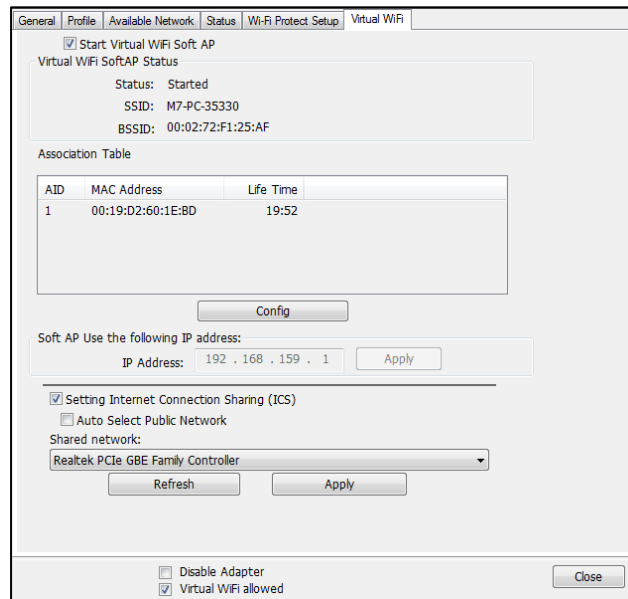 General Profile Available Network Status Wi-Fi Protect Setup Virtual WiFi
Start Virtual WiFi Soft AP
Virtual WiFi SoftAP Status
Status: Started
SSID: M7-PC-35330
BSSID: 00:02:72:F1:25:AF
Association Table
AID MAC Address Life Time
1 00:19:D2:60:1E:BD 19:52
Config
Soft AP Use the following IP address:
IP Address: 192 . 168 . 159 . 1 Apply
Setting Internet Connection Sharing (ICS)
Auto Select Public Network
Shared network:
Realtek PCIe GBE Family Controller
Refresh Apply
Disable Adapter
Virtual WiFi allowed
Close